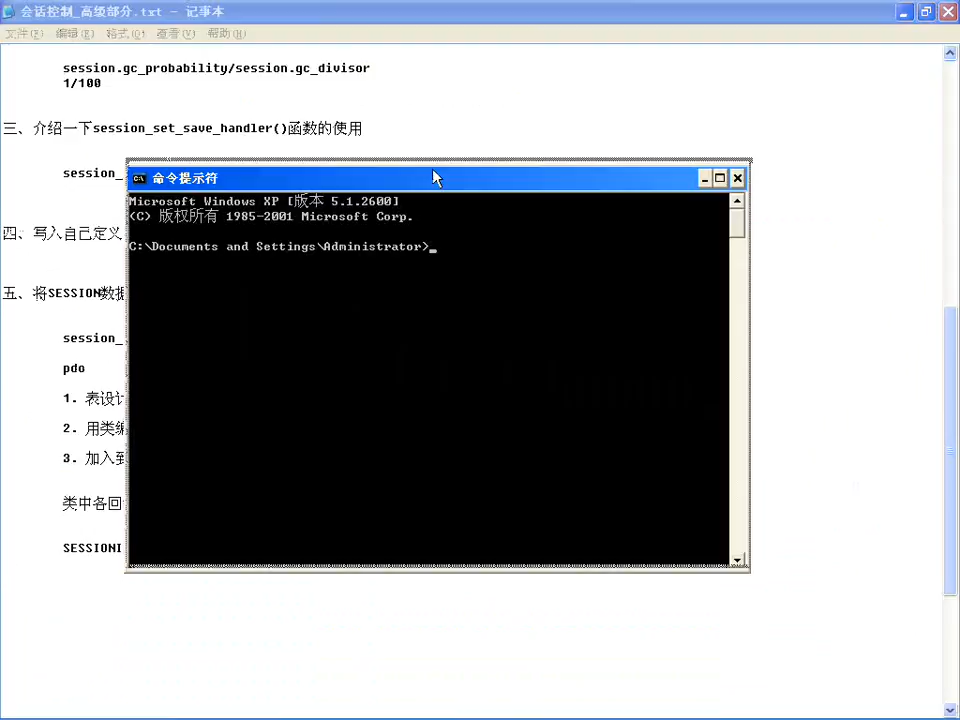 会话控制_高级部分.txt - 记事本
文件(F) 编辑(E) 格式(O) 查看(V) 帮助(H)
session.gc_probability/session.gc_divisor
1/100
三、介绍一下session_set_save_handler()函数的使用
session_
命令提示符
Microsoft Windows XP [版本 5.1.2600]
(C) 版权所有 1985-2001 Microsoft Corp.
四、写入自己定义
C:\Documents and Settings\Administrator>_
五、将SESSION数据
session_
pdo
1. 表设计
2. 用类编
3. 加入到
类中各回
SESSIONI